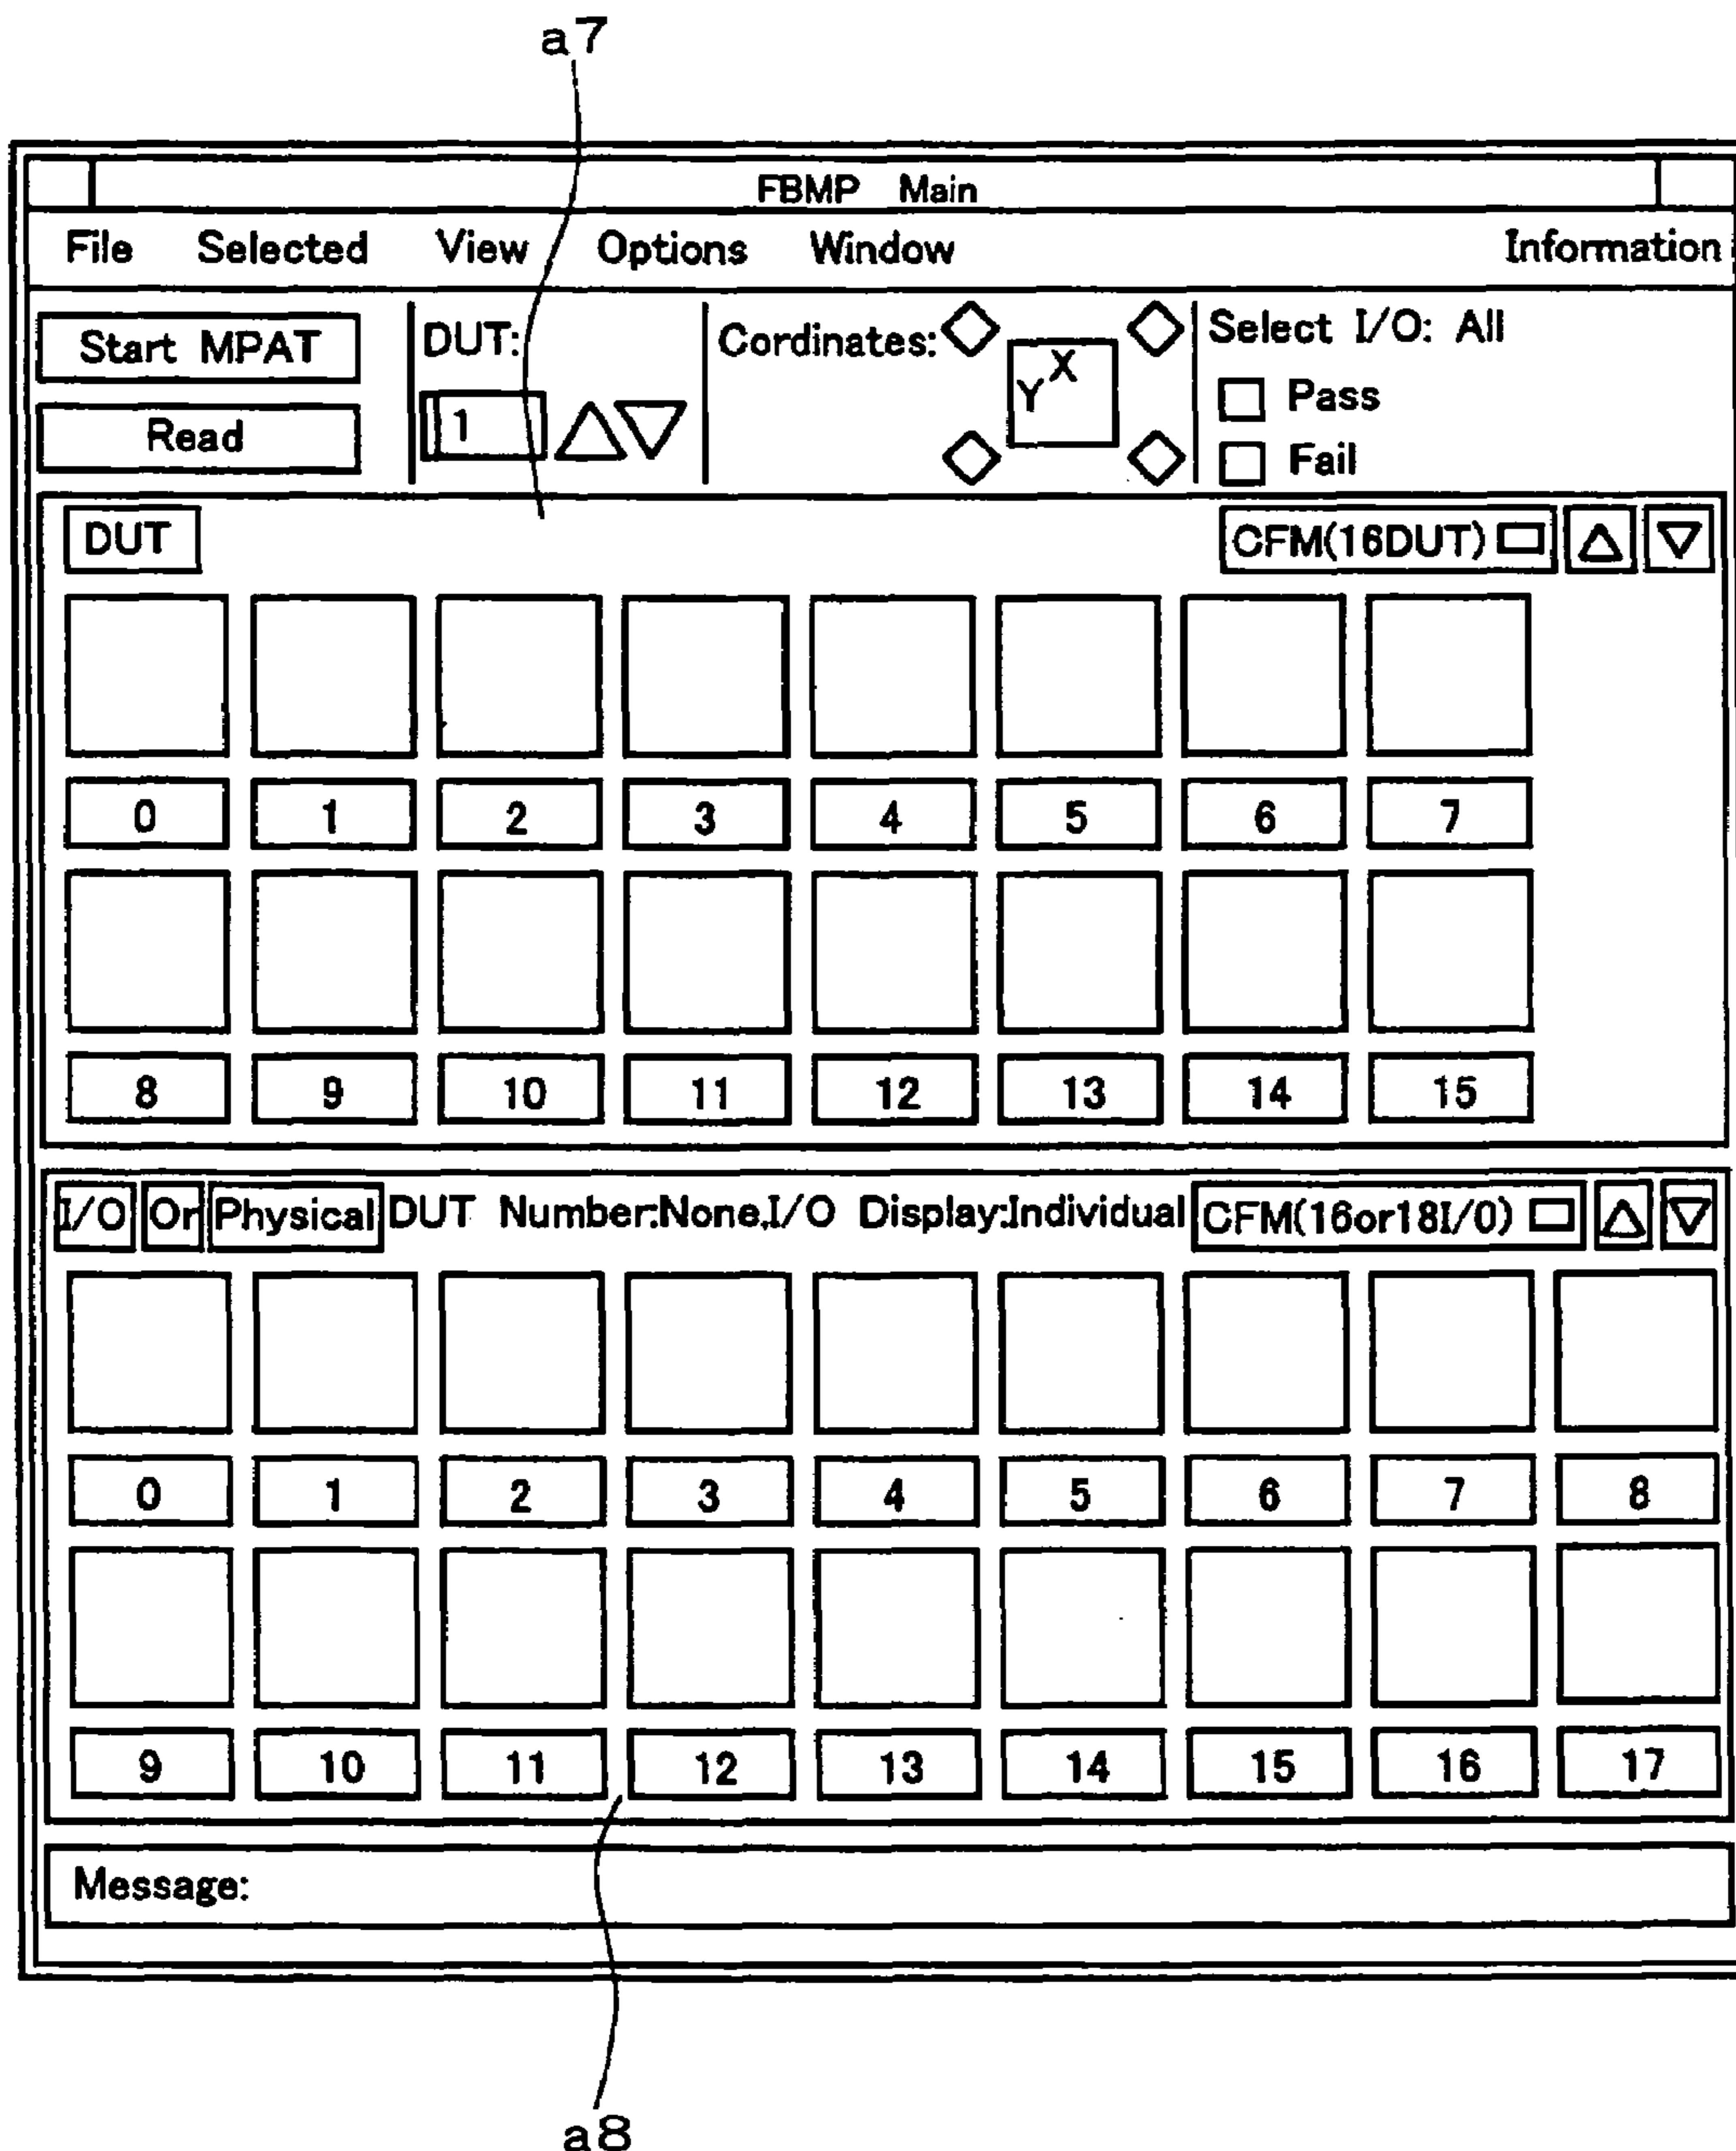 a7
FBMP Main
File Selected View Options Window Information
Start MPAT
Read
DUT:
1
Cordinates:
X
Y
Select I/O: All
Pass
Fail
DUT CFM(16DUT)
0 1 2 3 4 5 6 7
8 9 10 11 12 13 14 15
I/O Or Physical DUT Number:None,I/O Display:Individual CFM(16or18I/0)
0 1 2 3 4 5 6 7 8
9 10 11 12 13 14 15 16 17
Message:
a8